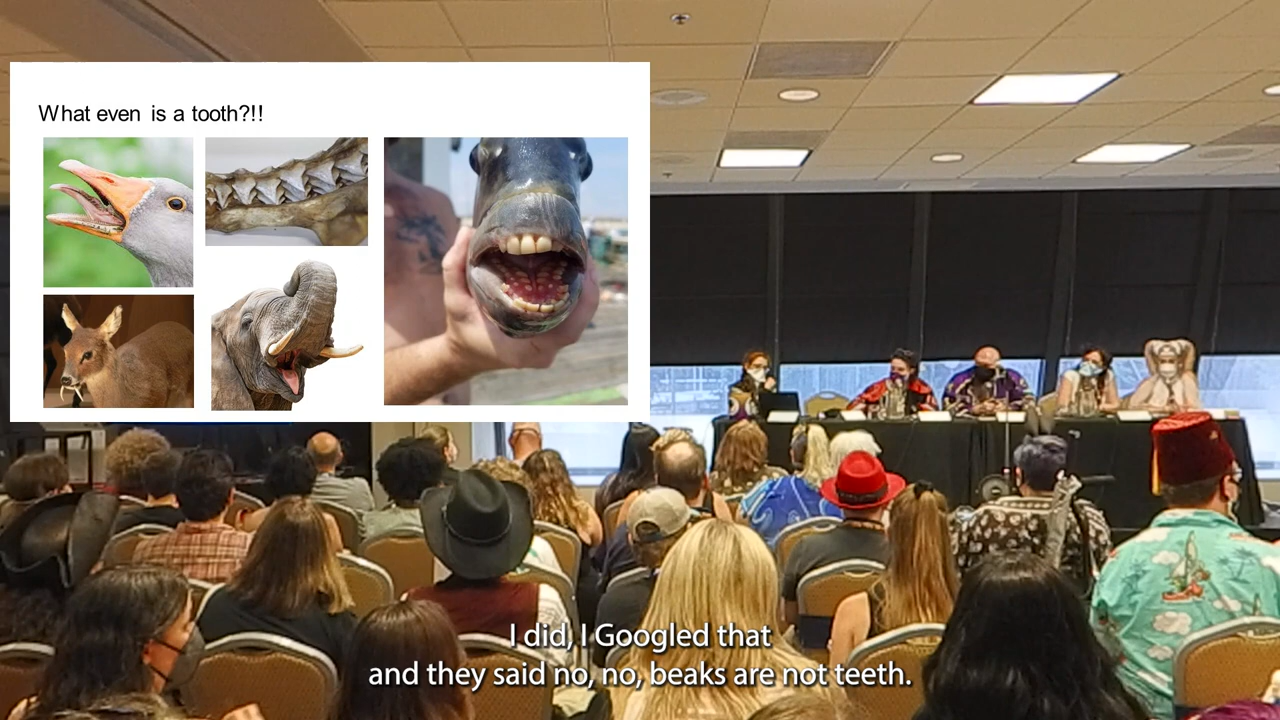 What even is a tooth?!!
I did, I Googled that
and they said no, no, beaks are not teeth.